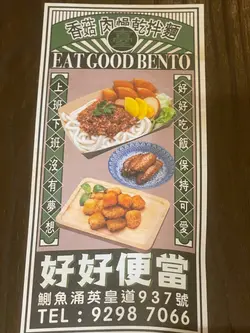 香菇肉燥乾拌麵
EAT GOOD BENTO
上班下班 沒有夢想
好好吃飯 保持可愛
好好便當
鰂魚涌英皇道937號
TEL : 9298 7066